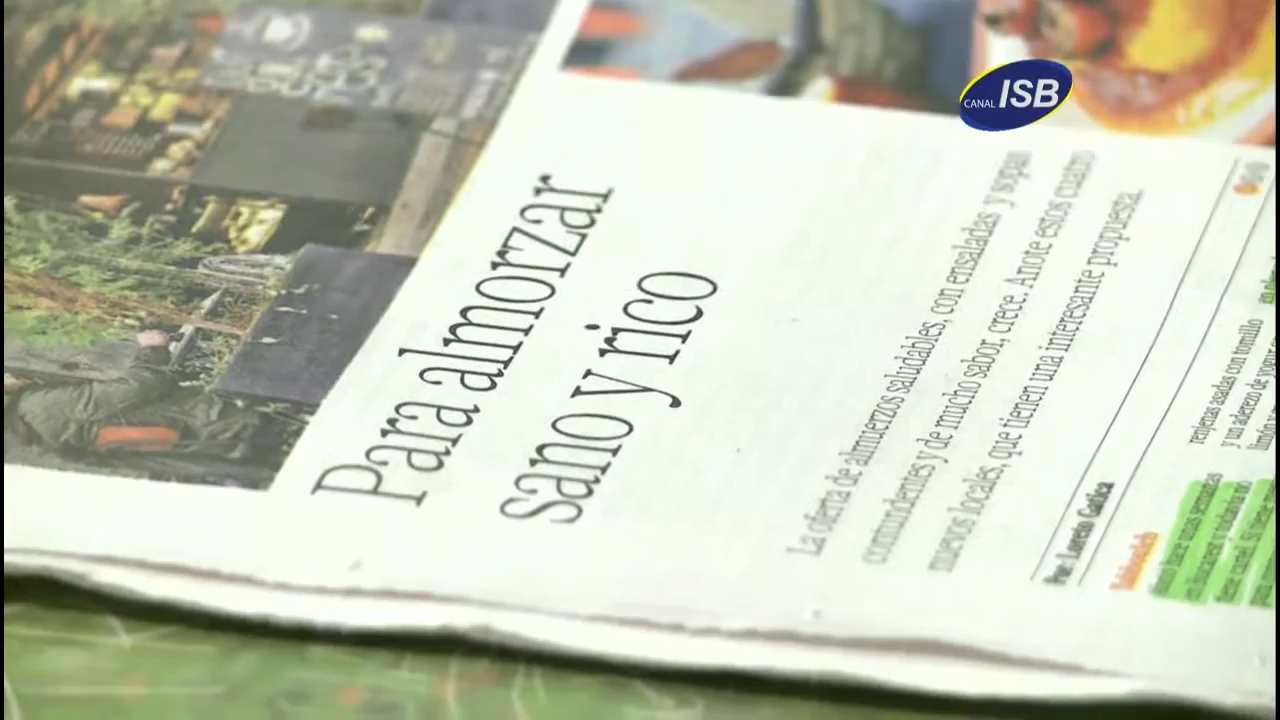 CANAL ISB
Para almorzar
sano y rico
La oferta de almuerzos saludables, con ensaladas y sopas
contundentes y de mucho sabor, crece. Anote estos cuatro
nuevos locales, que tienen una interesante propuesta.
Por: Loreto Gatica
renjenas asadas con tomillo
y un aderezo de yogur